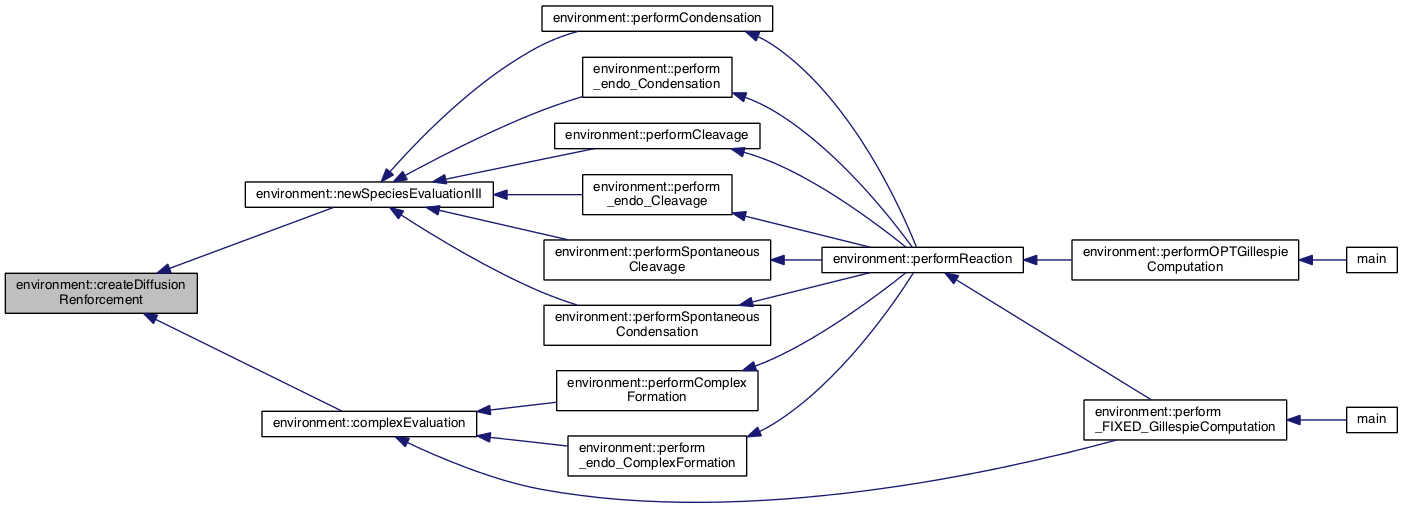 environment::performCondensation
environment::perform
_endo_Condensation
environment::performCleavage
environment::newSpeciesEvaluationIII
environment::perform
_endo_Cleavage
environment::performSpontaneous
Cleavage
environment::performReaction
environment::performOPTGillespie
Computation
main
environment::createDiffusion
Renforcement
environment::performSpontaneous
Condensation
environment::performComplex
Formation
environment::complexEvaluation
environment::perform
_FIXED_GillespieComputation
main
environment::perform
_endo_ComplexFormation